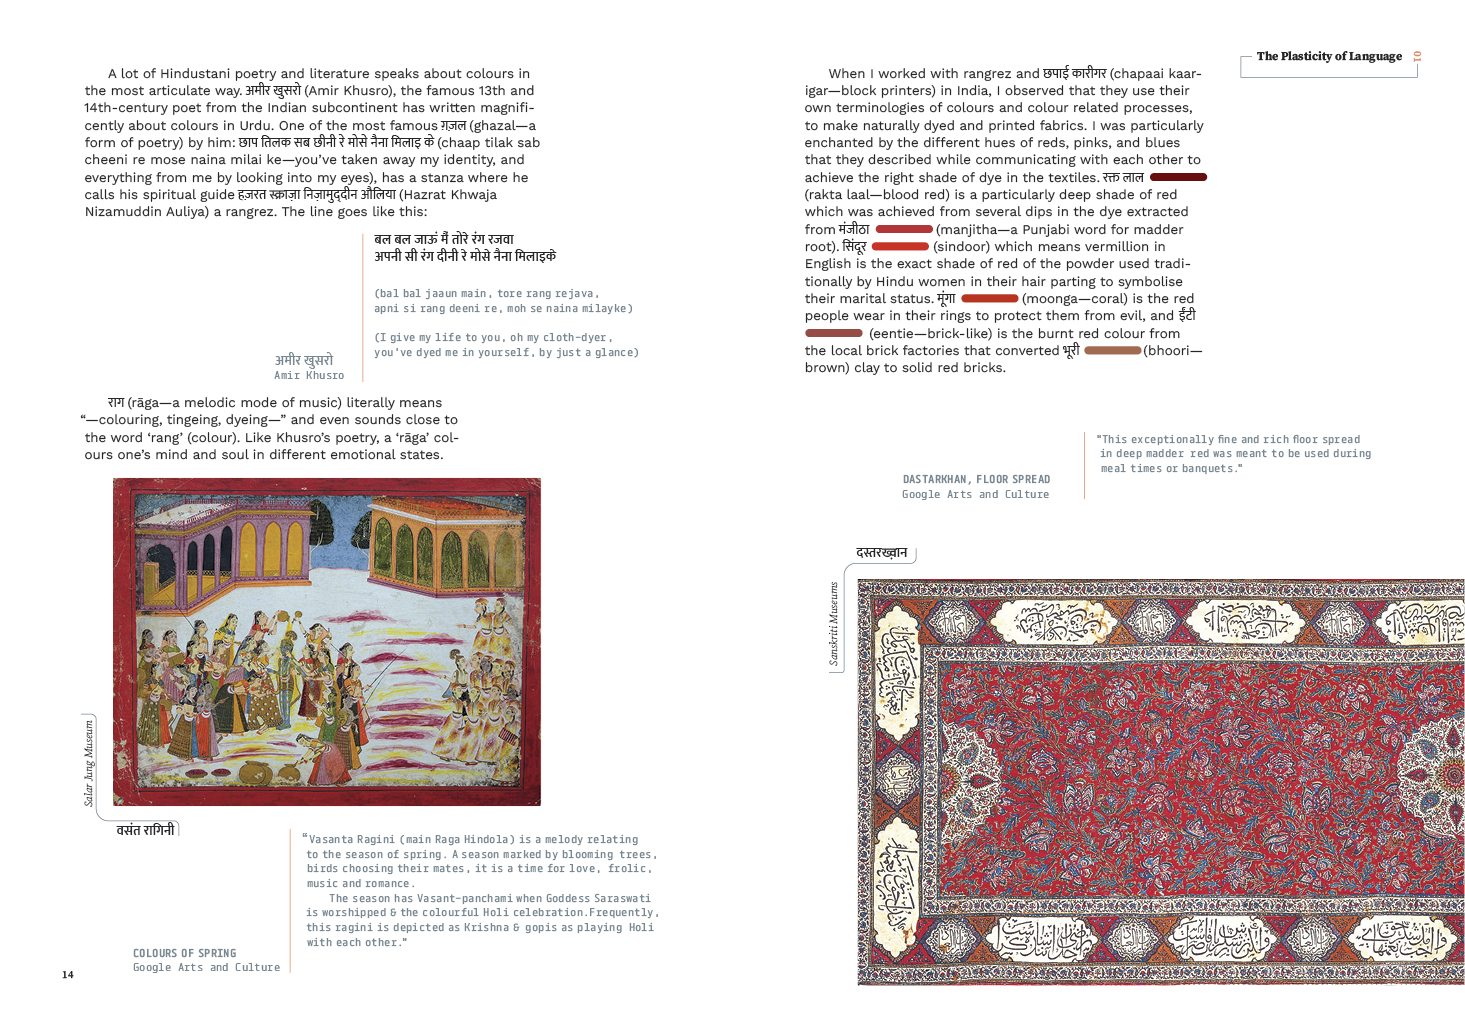 A lot of Hindustani poetry and literature speaks about colours in
the most articulate way. अमीर खुसरो (Amir Khusro), the famous 13th and
14th-century poet from the Indian subcontinent has written magnifi-
cently about colours in Urdu. One of the most famous ग़ज़ल (ghazal—a
form of poetry) by him: छाप तिलक सब छीनी रे मोसे नैना मिलाइ के (chaap tilak sab
cheeni re mose naina milai ke—you’ve taken away my identity, and
everything from me by looking into my eyes), has a stanza where he
calls his spiritual guide हज़रत ख़्वाज़ा निज़ामुद्दीन औलिया (Hazrat Khwaja
Nizamuddin Auliya) a rangrez. The line goes like this:
बल बल जाऊं मैं तोरे रंग रजवा
अपनी सी रंग दीनी रे मोसे नैना मिलाइके
(bal bal jaaun main, tore rang rejava,
apni si rang deeni re, moh se naina milayke)
(I give my life to you, oh my cloth-dyer,
you’ve dyed me in yourself, by just a glance)
अमीर खुसरो
Amir Khusro
राग (rāga—a melodic mode of music) literally means
“—colouring, tingeing, dyeing—” and even sounds close to
the word ‘rang’ (colour). Like Khusro’s poetry, a ‘rāga’ col-
ours one’s mind and soul in different emotional states.
Salar Jung Museum
वसंत रागिनी
"Vasanta Ragini (main Raga Hindola) is a melody relating
to the season of spring. A season marked by blooming trees,
birds choosing their mates, it is a time for love, frolic,
music and romance.
The season has Vasant-panchami when Goddess Saraswati
is worshipped & the colourful Holi celebration.Frequently,
this ragini is depicted as Krishna & gopis as playing Holi
with each other."
COLOURS OF SPRING
Google Arts and Culture
14
The Plasticity of Language
01
When I worked with rangrez and छपाई कारीगर (chapaai kaar-
igar—block printers) in India, I observed that they use their
own terminologies of colours and colour related processes,
to make naturally dyed and printed fabrics. I was particularly
enchanted by the different hues of reds, pinks, and blues
that they described while communicating with each other to
achieve the right shade of dye in the textiles. रक्त लाल
(rakta laal—blood red) is a particularly deep shade of red
which was achieved from several dips in the dye extracted
from मंजीठा (manjitha—a Punjabi word for madder
root). सिंदूर (sindoor) which means vermillion in
English is the exact shade of red of the powder used tradi-
tionally by Hindu women in their hair parting to symbolise
their marital status. मूंगा (moonga—coral) is the red
people wear in their rings to protect them from evil, and ईंटी
(eentie—brick-like) is the burnt red colour from
the local brick factories that converted भूरी (bhoori—
brown) clay to solid red bricks.
"This exceptionally fine and rich floor spread
in deep madder red was meant to be used during
meal times or banquets."
DASTARKHAN, FLOOR SPREAD
Google Arts and Culture
दस्तरख्वान
Sanskriti Museums